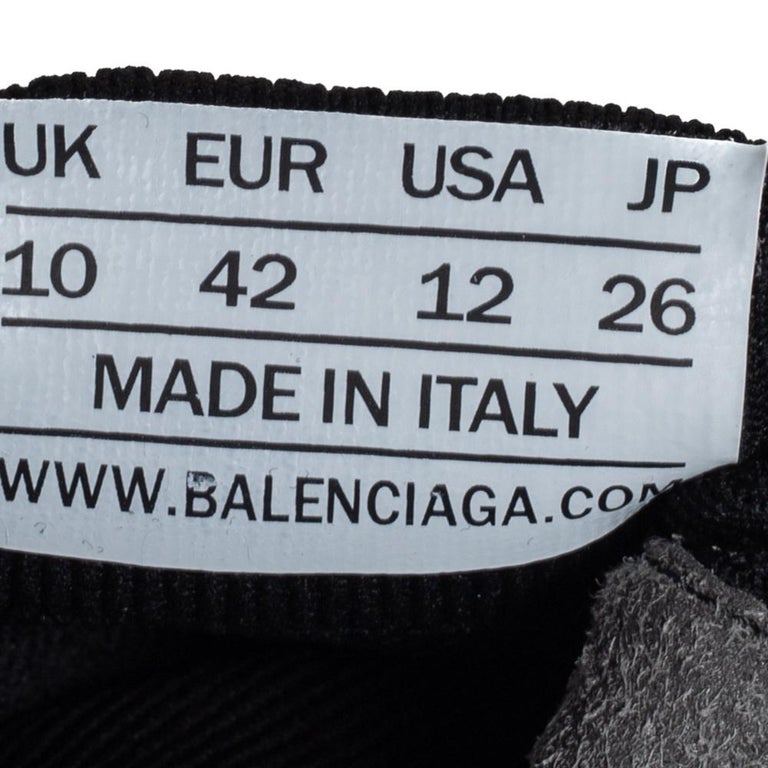 UK EUR USA JP
10 42 12 26
MADE IN ITALY
WWW.BALENCIAGA.COM